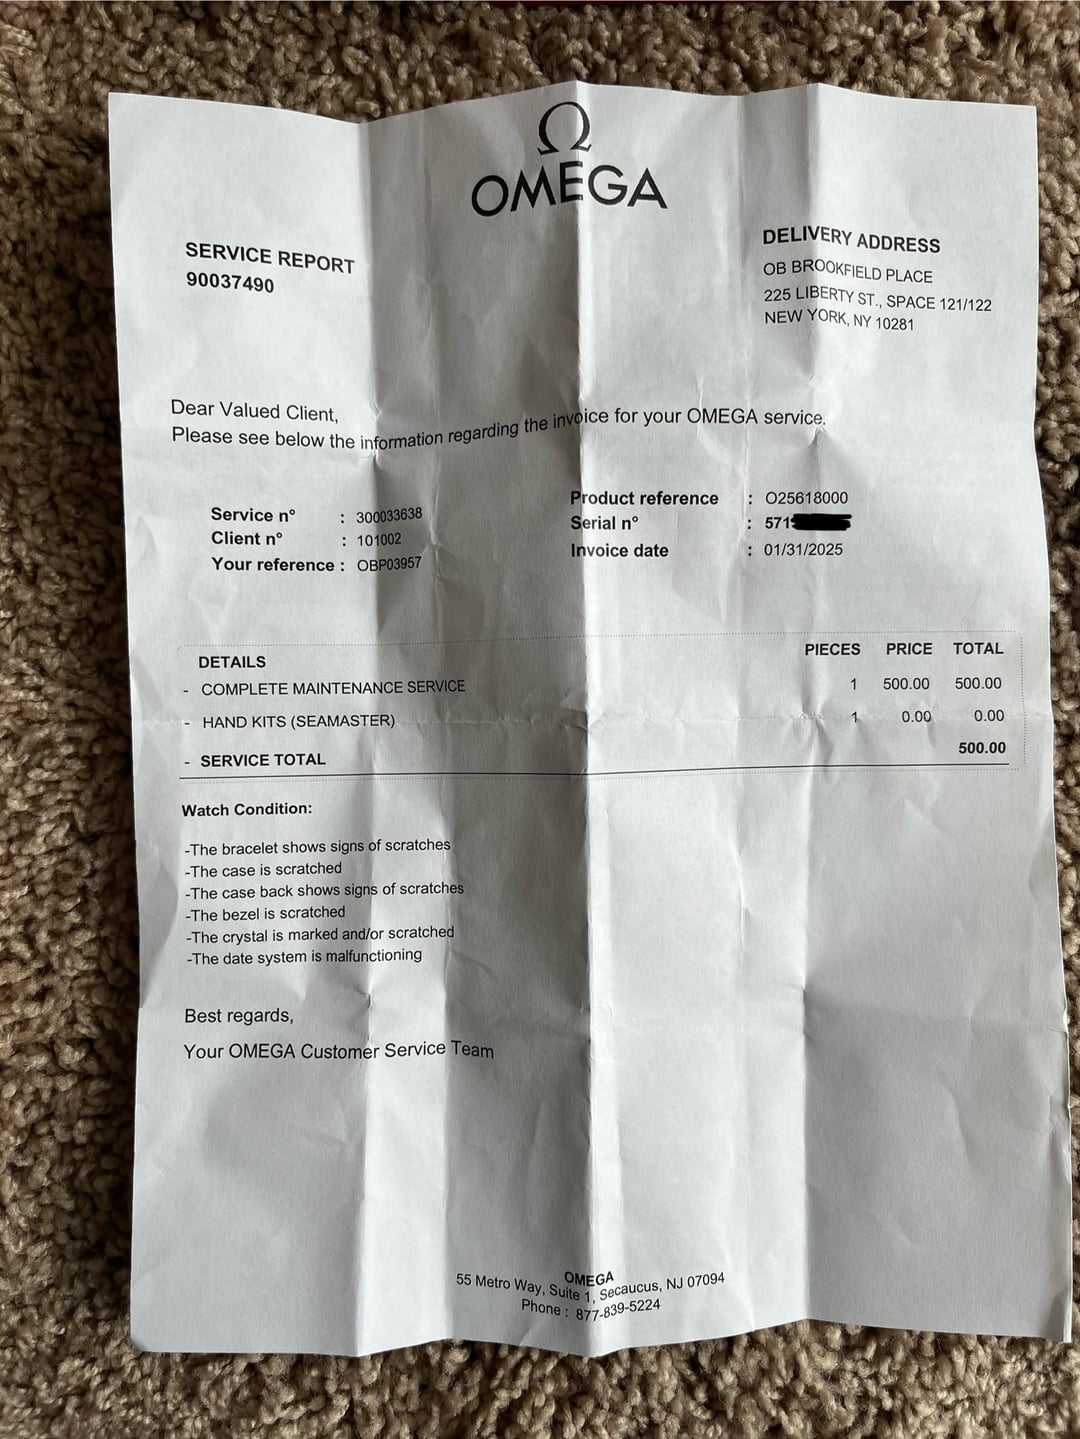 Ω
OMEGA
SERVICE REPORT
90037490
DELIVERY ADDRESS
OB BROOKFIELD PLACE
225 LIBERTY ST., SPACE 121/122
NEW YORK, NY 10281
Dear Valued Client,
Please see below the information regarding the invoice for your OMEGA service.
Service n° : 300033638
Client n° : 101002
Your reference : OBP03957
Product reference : O25618000
Serial n° : 571
Invoice date : 01/31/2025
DETAILS PIECES PRICE TOTAL
- COMPLETE MAINTENANCE SERVICE 1 500.00 500.00
- HAND KITS (SEAMASTER) 1 0.00 0.00
- SERVICE TOTAL 500.00
Watch Condition:
-The bracelet shows signs of scratches
-The case is scratched
-The case back shows signs of scratches
-The bezel is scratched
-The crystal is marked and/or scratched
-The date system is malfunctioning
Best regards,
Your OMEGA Customer Service Team
OMEGA
55 Metro Way, Suite 1, Secaucus, NJ 07094
Phone : 877-839-5224